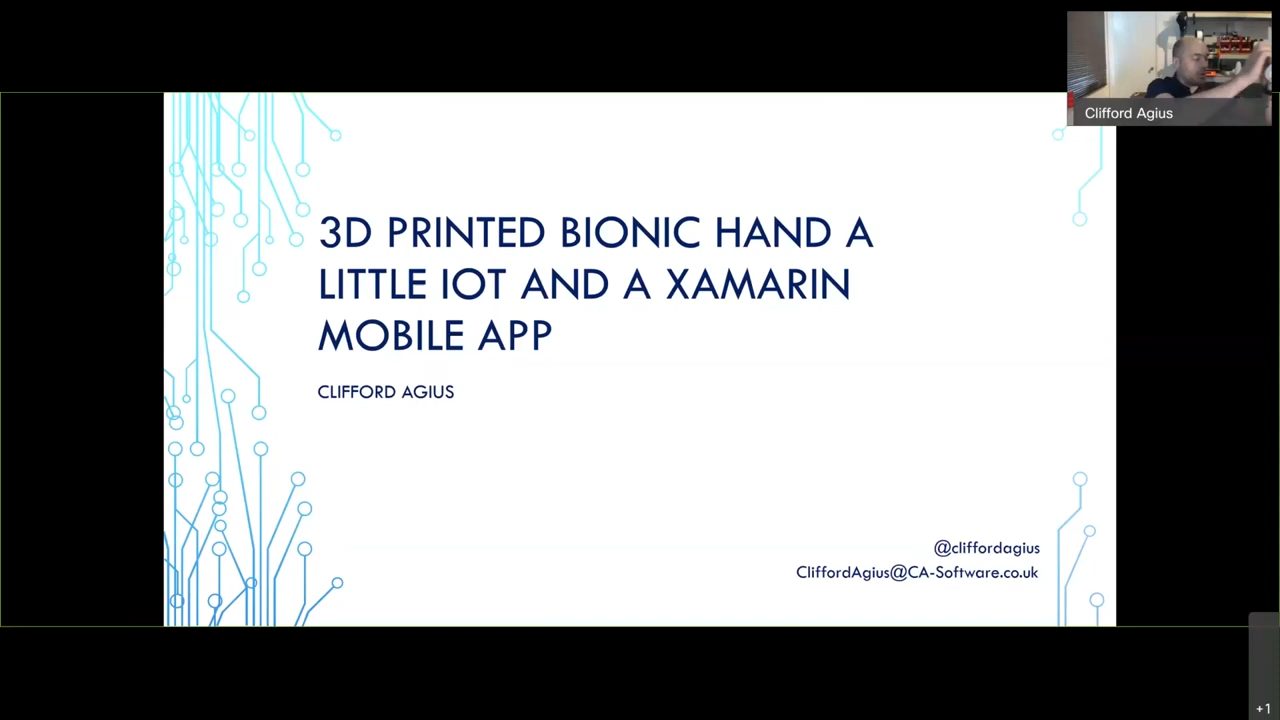 Clifford Agius
3D PRINTED BIONIC HAND A
LITTLE IOT AND A XAMARIN
MOBILE APP
CLIFFORD AGIUS
@cliffordagius
CliffordAgius@CA-Software.co.uk
+1